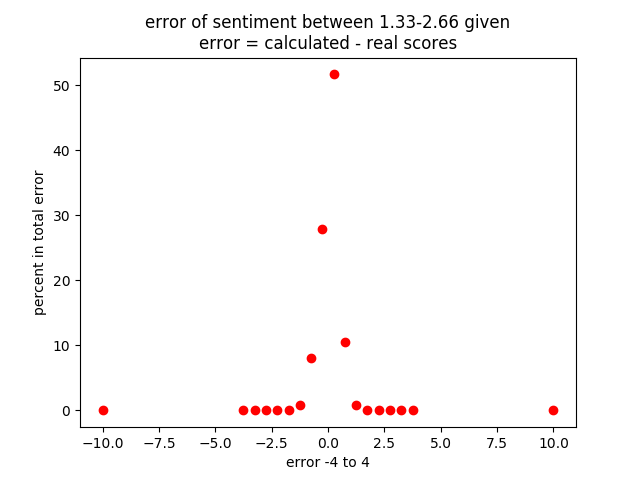 error of sentiment between 1.33-2.66 given
error = calculated - real scores
50
40
30
20
10
0
percent in total error
−10.0 −7.5 −5.0 −2.5 0.0 2.5 5.0 7.5 10.0
error -4 to 4